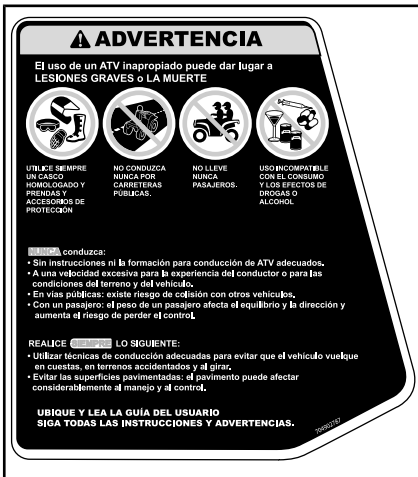 ADVERTENCIA
El uso de un ATV inapropiado puede dar lugar a
LESIONES GRAVES o LA MUERTE
UTILICE SIEMPRE
UN CASCO
HOMOLOGADO Y
PRENDAS Y
ACCESORIOS DE
PROTECCIÓN
NO CONDUZCA
NUNCA POR
CARRETERAS
PÚBLICAS.
NO LLEVE
NUNCA
PASAJEROS.
USO INCOMPATIBLE
CON EL CONSUMO
Y LOS EFECTOS DE
DROGAS O
ALCOHOL
NUNCA conduzca:
• Sin instrucciones ni la formación para conducción de ATV adecuados.
• A una velocidad excesiva para la experiencia del conductor o para las
condiciones del terreno y del vehículo.
• En vías públicas: existe riesgo de colisión con otros vehículos.
• Con un pasajero: el peso de un pasajero afecta el equilibrio y la dirección y
aumenta el riesgo de perder el control.
REALICE SIEMPRE LO SIGUIENTE:
• Utilizar técnicas de conducción adecuadas para evitar que el vehículo vuelque
en cuestas, en terrenos accidentados y al girar.
• Evitar las superficies pavimentadas: el pavimento puede afectar
considerablemente al manejo y al control.
UBIQUE Y LEA LA GUÍA DEL USUARIO
SIGA TODAS LAS INSTRUCCIONES Y ADVERTENCIAS.
704902767